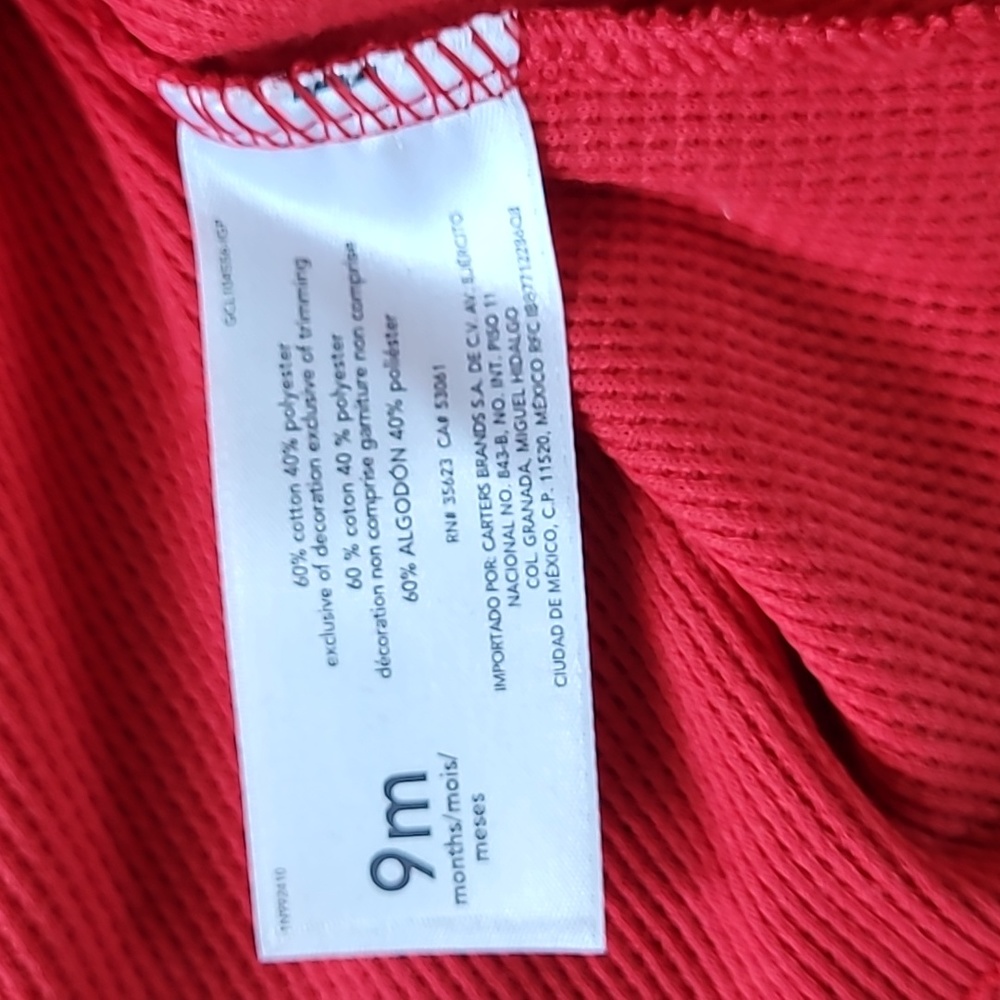 60% cotton 40% polyester
exclusive of decoration exclusive of trimming
60 % coton 40 % polyester
décoration non comprise garniture non comprise
60% ALGODÓN 40% poliéster
RN# 35623 CA# 53061
IMPORTADO POR: CARTERS BRANDS S.A. DE C.V. AV. EJERCITO
NACIONAL NO. 843-B, NO. INT. PISO 11
COL. GRANADA, MIGUEL HIDALGO
CIUDAD DE MÉXICO, C.P. 11520, MÉXICO RFC
9m
months/mois/
meses